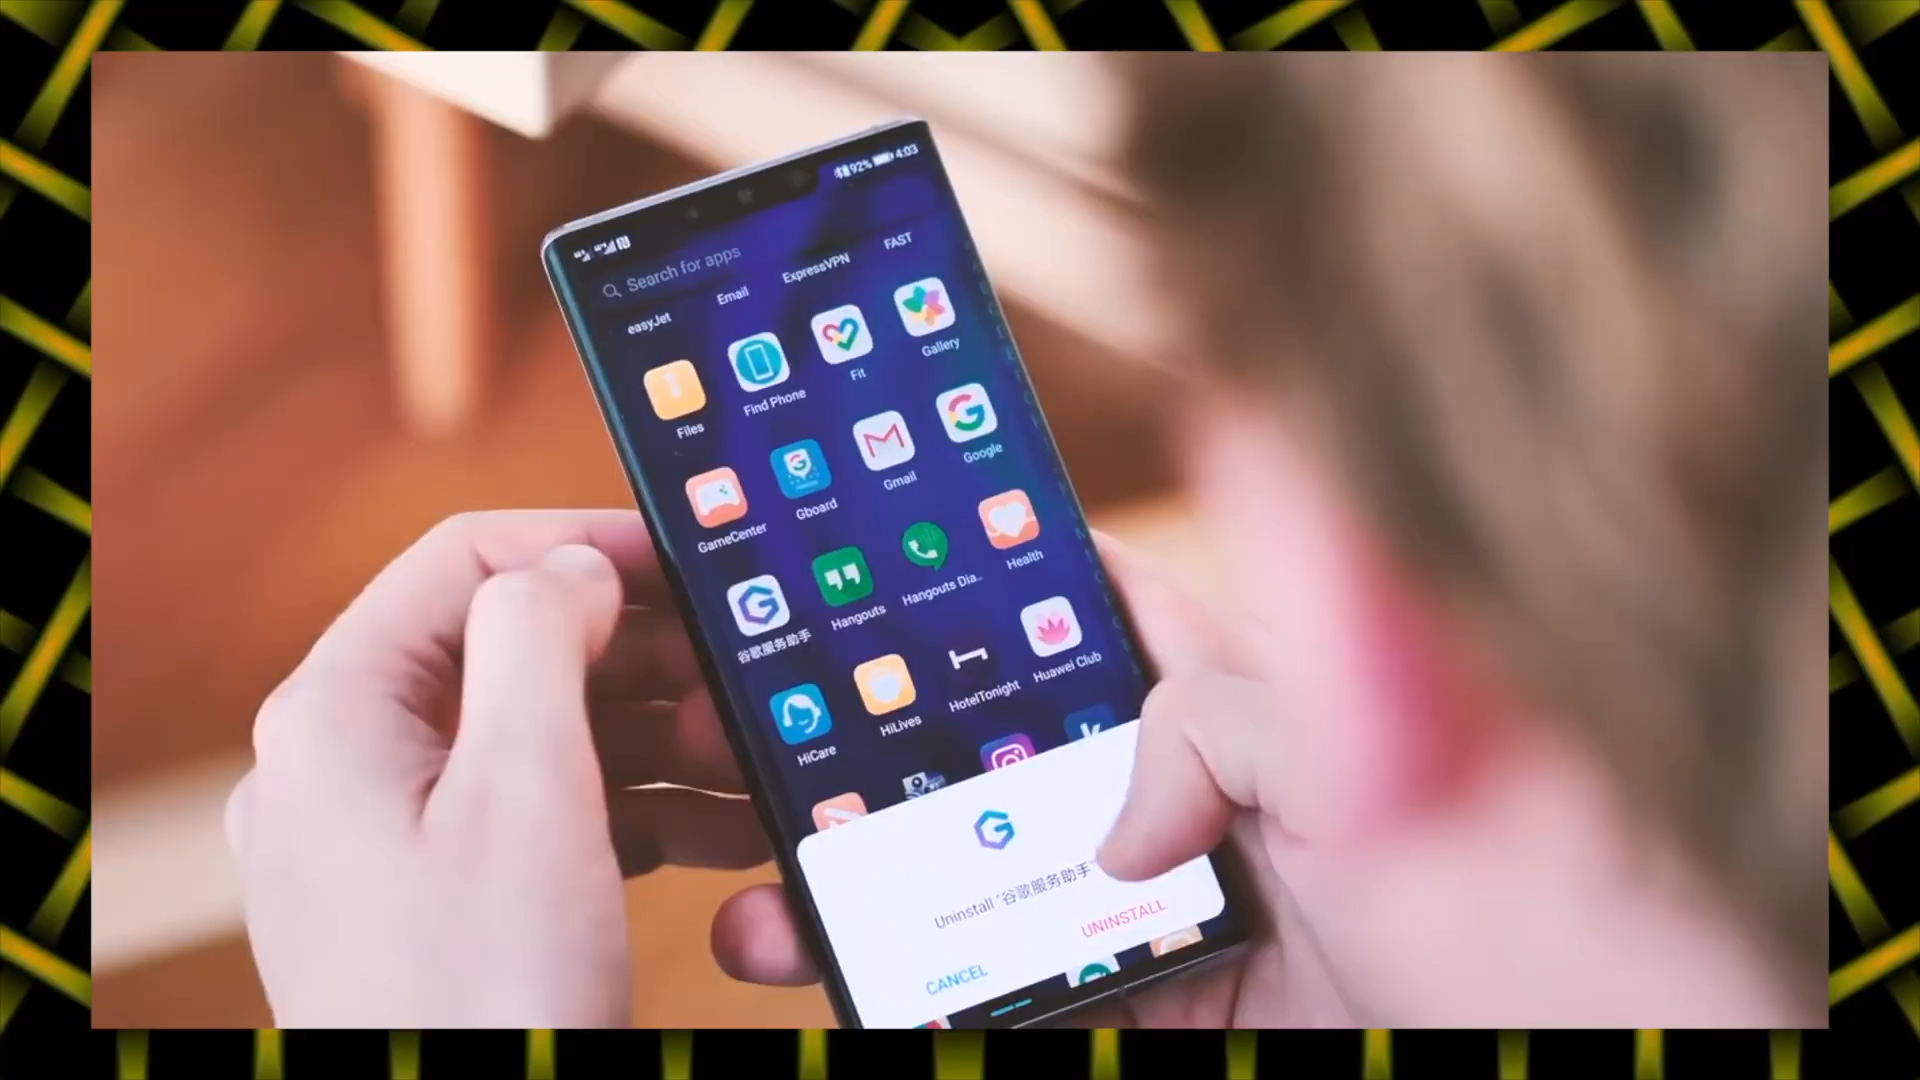 92% 4:03
Search for apps
easyJet Email ExpressVPN FAST
Files Find Phone Fit Gallery
GameCenter Gboard Gmail Google
谷歌服务助手 Hangouts Hangouts Dia... Health
HiCare HiLives HotelTonight Huawei Club
Uninstall "谷歌服务助手"
CANCEL UNINSTALL